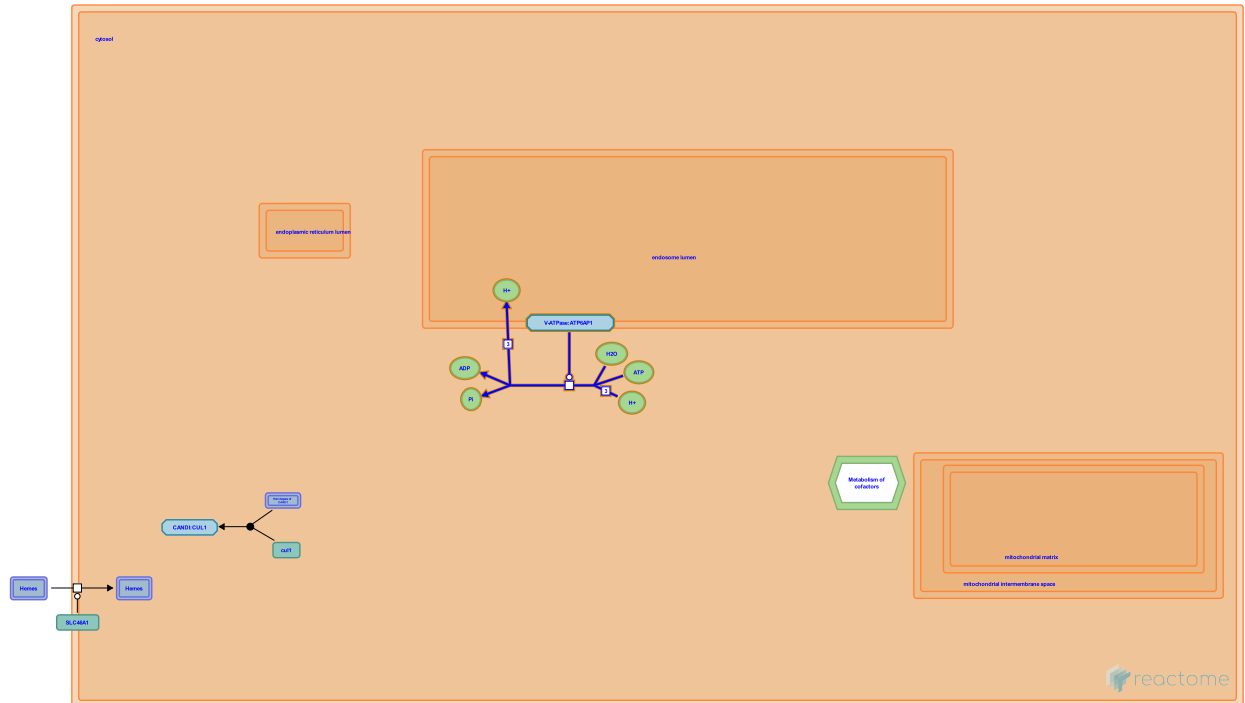 cytosol
endoplasmic reticulum lumen
endosome lumen
H+
V-ATPase:ATP6AP1
3
H2O
ADP
ATP
3
Pi
H+
Metabolism of
cofactors
CAND1:CUL1
cul1
mitochondrial matrix
mitochondrial intermembrane space
Hemes
Hemes
SLC46A1
reactome